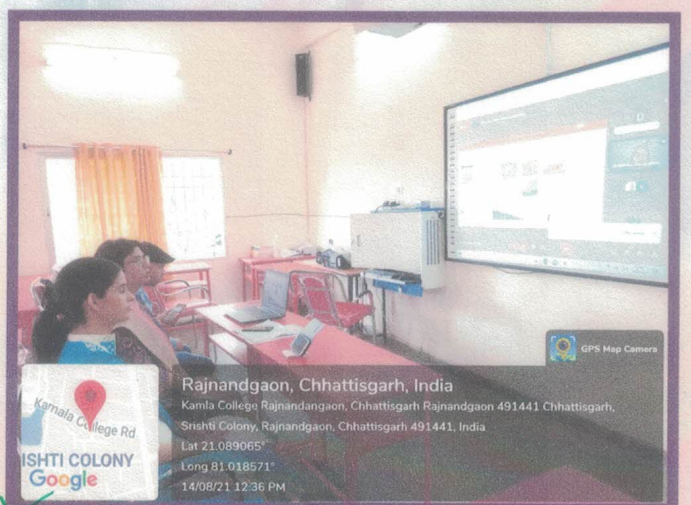 GPS Map Camera
Rajnandgaon, Chhattisgarh, India
Kamla College Rajnandangaon, Chhattisgarh Rajnandgaon 491441 Chhattisgarh,
Srishti Colony, Rajnandgaon, Chhattisgarh 491441, India
Lat 21.089065°
Long 81.018571°
14/08/21 12:36 PM
Kamala College Rd
ISHTI COLONY
Google